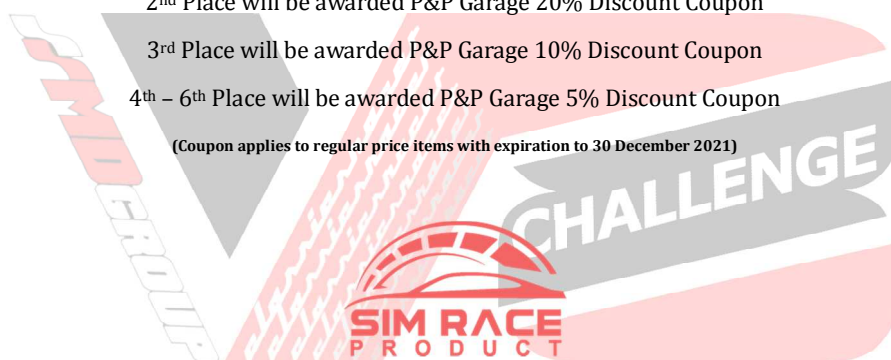 2nd Place will be awarded P&P Garage 20% Discount Coupon
3rd Place will be awarded P&P Garage 10% Discount Coupon
4th – 6th Place will be awarded P&P Garage 5% Discount Coupon
(Coupon applies to regular price items with expiration to 30 December 2021)
SIMDGROUP
CHALLENGE
SIM RACE
PRODUCT